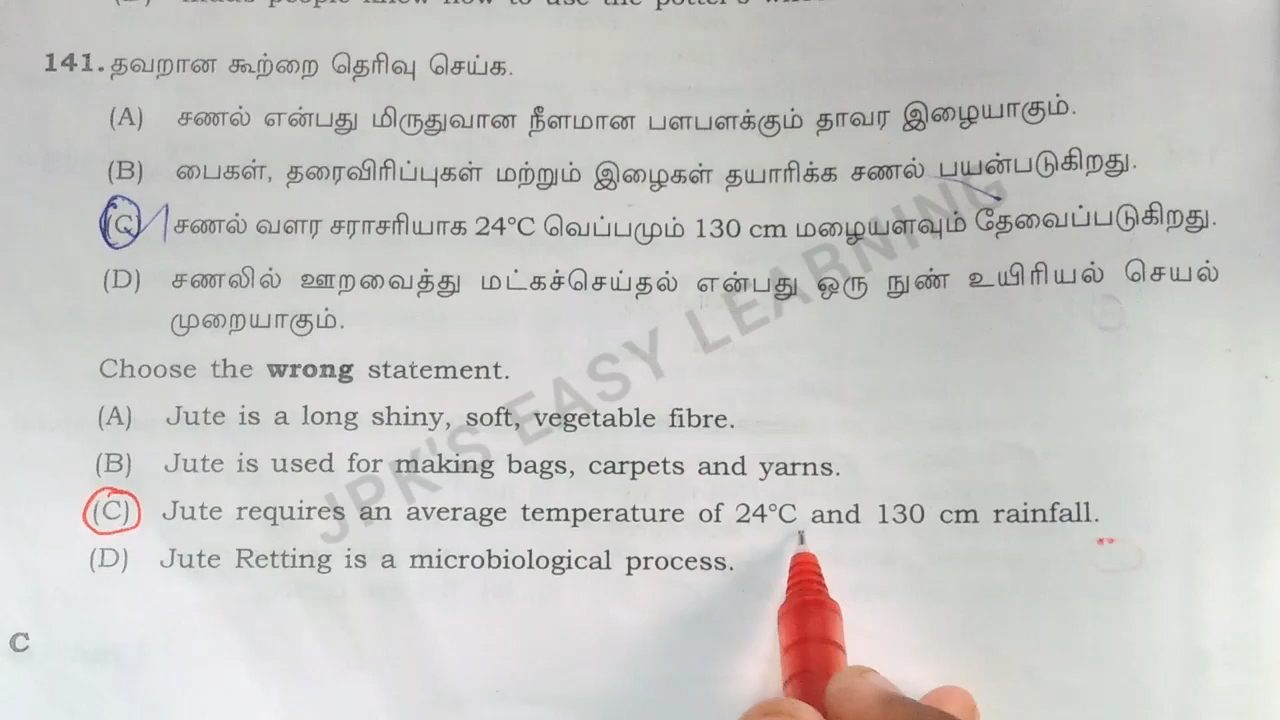 141. தவறான கூற்றை தெரிவு செய்க.
(A) சணல் என்பது மிருதுவான நீளமான பளபளக்கும் தாவர இழையாகும்.
(B) பைகள், தரைவிரிப்புகள் மற்றும் இழைகள் தயாரிக்க சணல் பயன்படுகிறது.
(C) சணல் வளர சராசரியாக 24°C வெப்பமும் 130 cm மழையளவும் தேவைப்படுகிறது.
(D) சணலில் ஊறவைத்து மட்கச்செய்தல் என்பது ஒரு நுண் உயிரியல் செயல்
முறையாகும்.
Choose the wrong statement.
(A) Jute is a long shiny, soft, vegetable fibre.
(B) Jute is used for making bags, carpets and yarns.
(C) Jute requires an average temperature of 24°C and 130 cm rainfall.
(D) Jute Retting is a microbiological process.
C
JPK'S EASY LEARNING